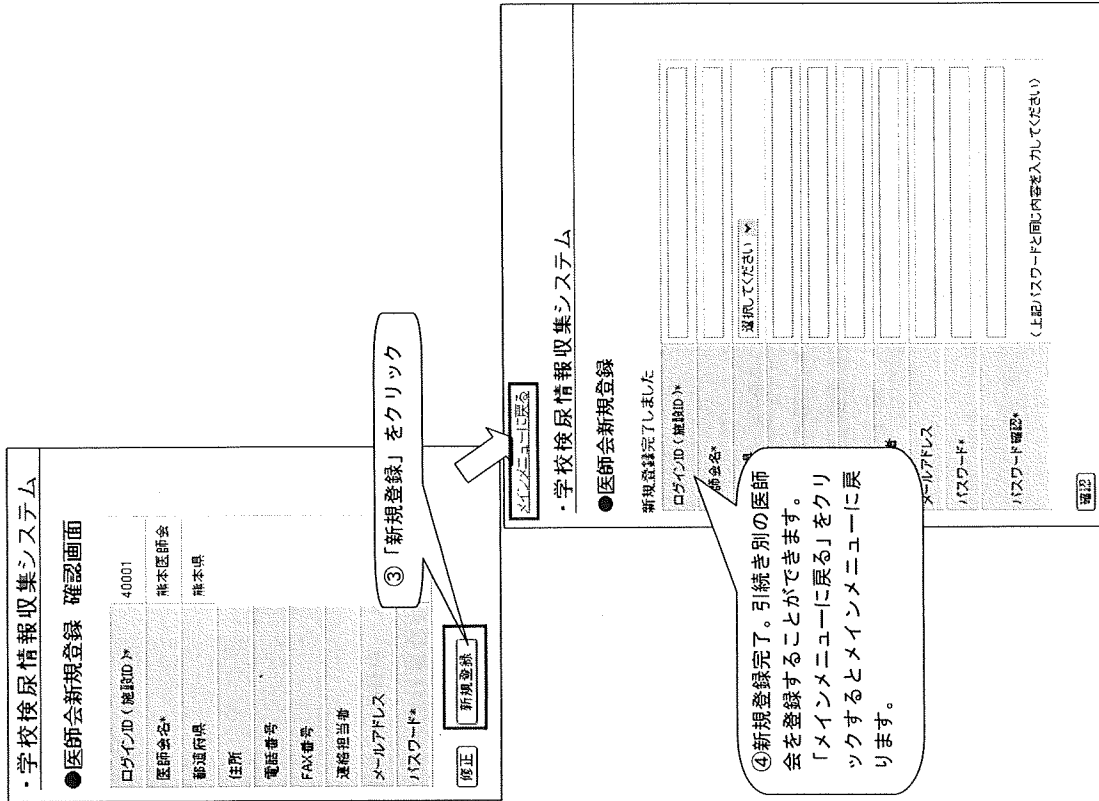 ・学校検尿情報収集システム
●医師会新規登録 確認画面
ログインID(施設ID)* 40001
医師会名* 熊本医師会
都道府県 熊本県
住所
電話番号
FAX番号
連絡担当者
メールアドレス
パスワード*
修正 新規登録
③「新規登録」をクリック
メインメニューに戻る
・学校検尿情報収集システム
●医師会新規登録
新規登録完了しました
ログインID(施設ID)*
師会名*
県 選択してください
メールアドレス
パスワード*
パスワード確認*
(上記パスワードと同じ内容を入力してください)
確認
④新規登録完了。引続き別の医師
会を登録することができます。
「メインメニューに戻る」をクリ
ックするとメインメニューに戻
ります。